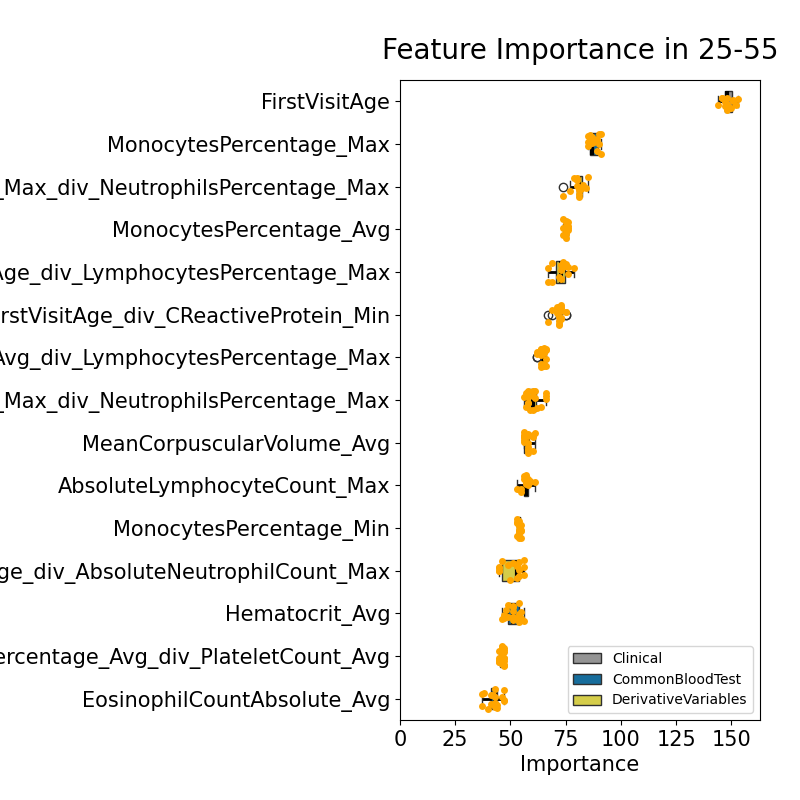 Feature Importance in 25-55
FirstVisitAge
MonocytesPercentage_Max
_Max_div_NeutrophilsPercentage_Max
MonocytesPercentage_Avg
Age_div_LymphocytesPercentage_Max
rstVisitAge_div_CReactiveProtein_Min
Avg_div_LymphocytesPercentage_Max
_Max_div_NeutrophilsPercentage_Max
MeanCorpuscularVolume_Avg
AbsoluteLymphocyteCount_Max
MonocytesPercentage_Min
ge_div_AbsoluteNeutrophilCount_Max
Hematocrit_Avg
ercentage_Avg_div_PlateletCount_Avg
EosinophilCountAbsolute_Avg
Clinical
CommonBloodTest
DerivativeVariables
0 25 50 75 100 125 150
Importance